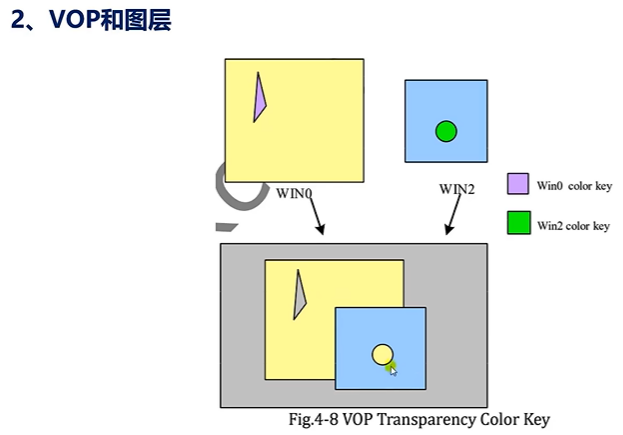 2、VOP和图层
WIN0
WIN2
Win0 color key
Win2 color key
Fig.4-8 VOP Transparency Color Key